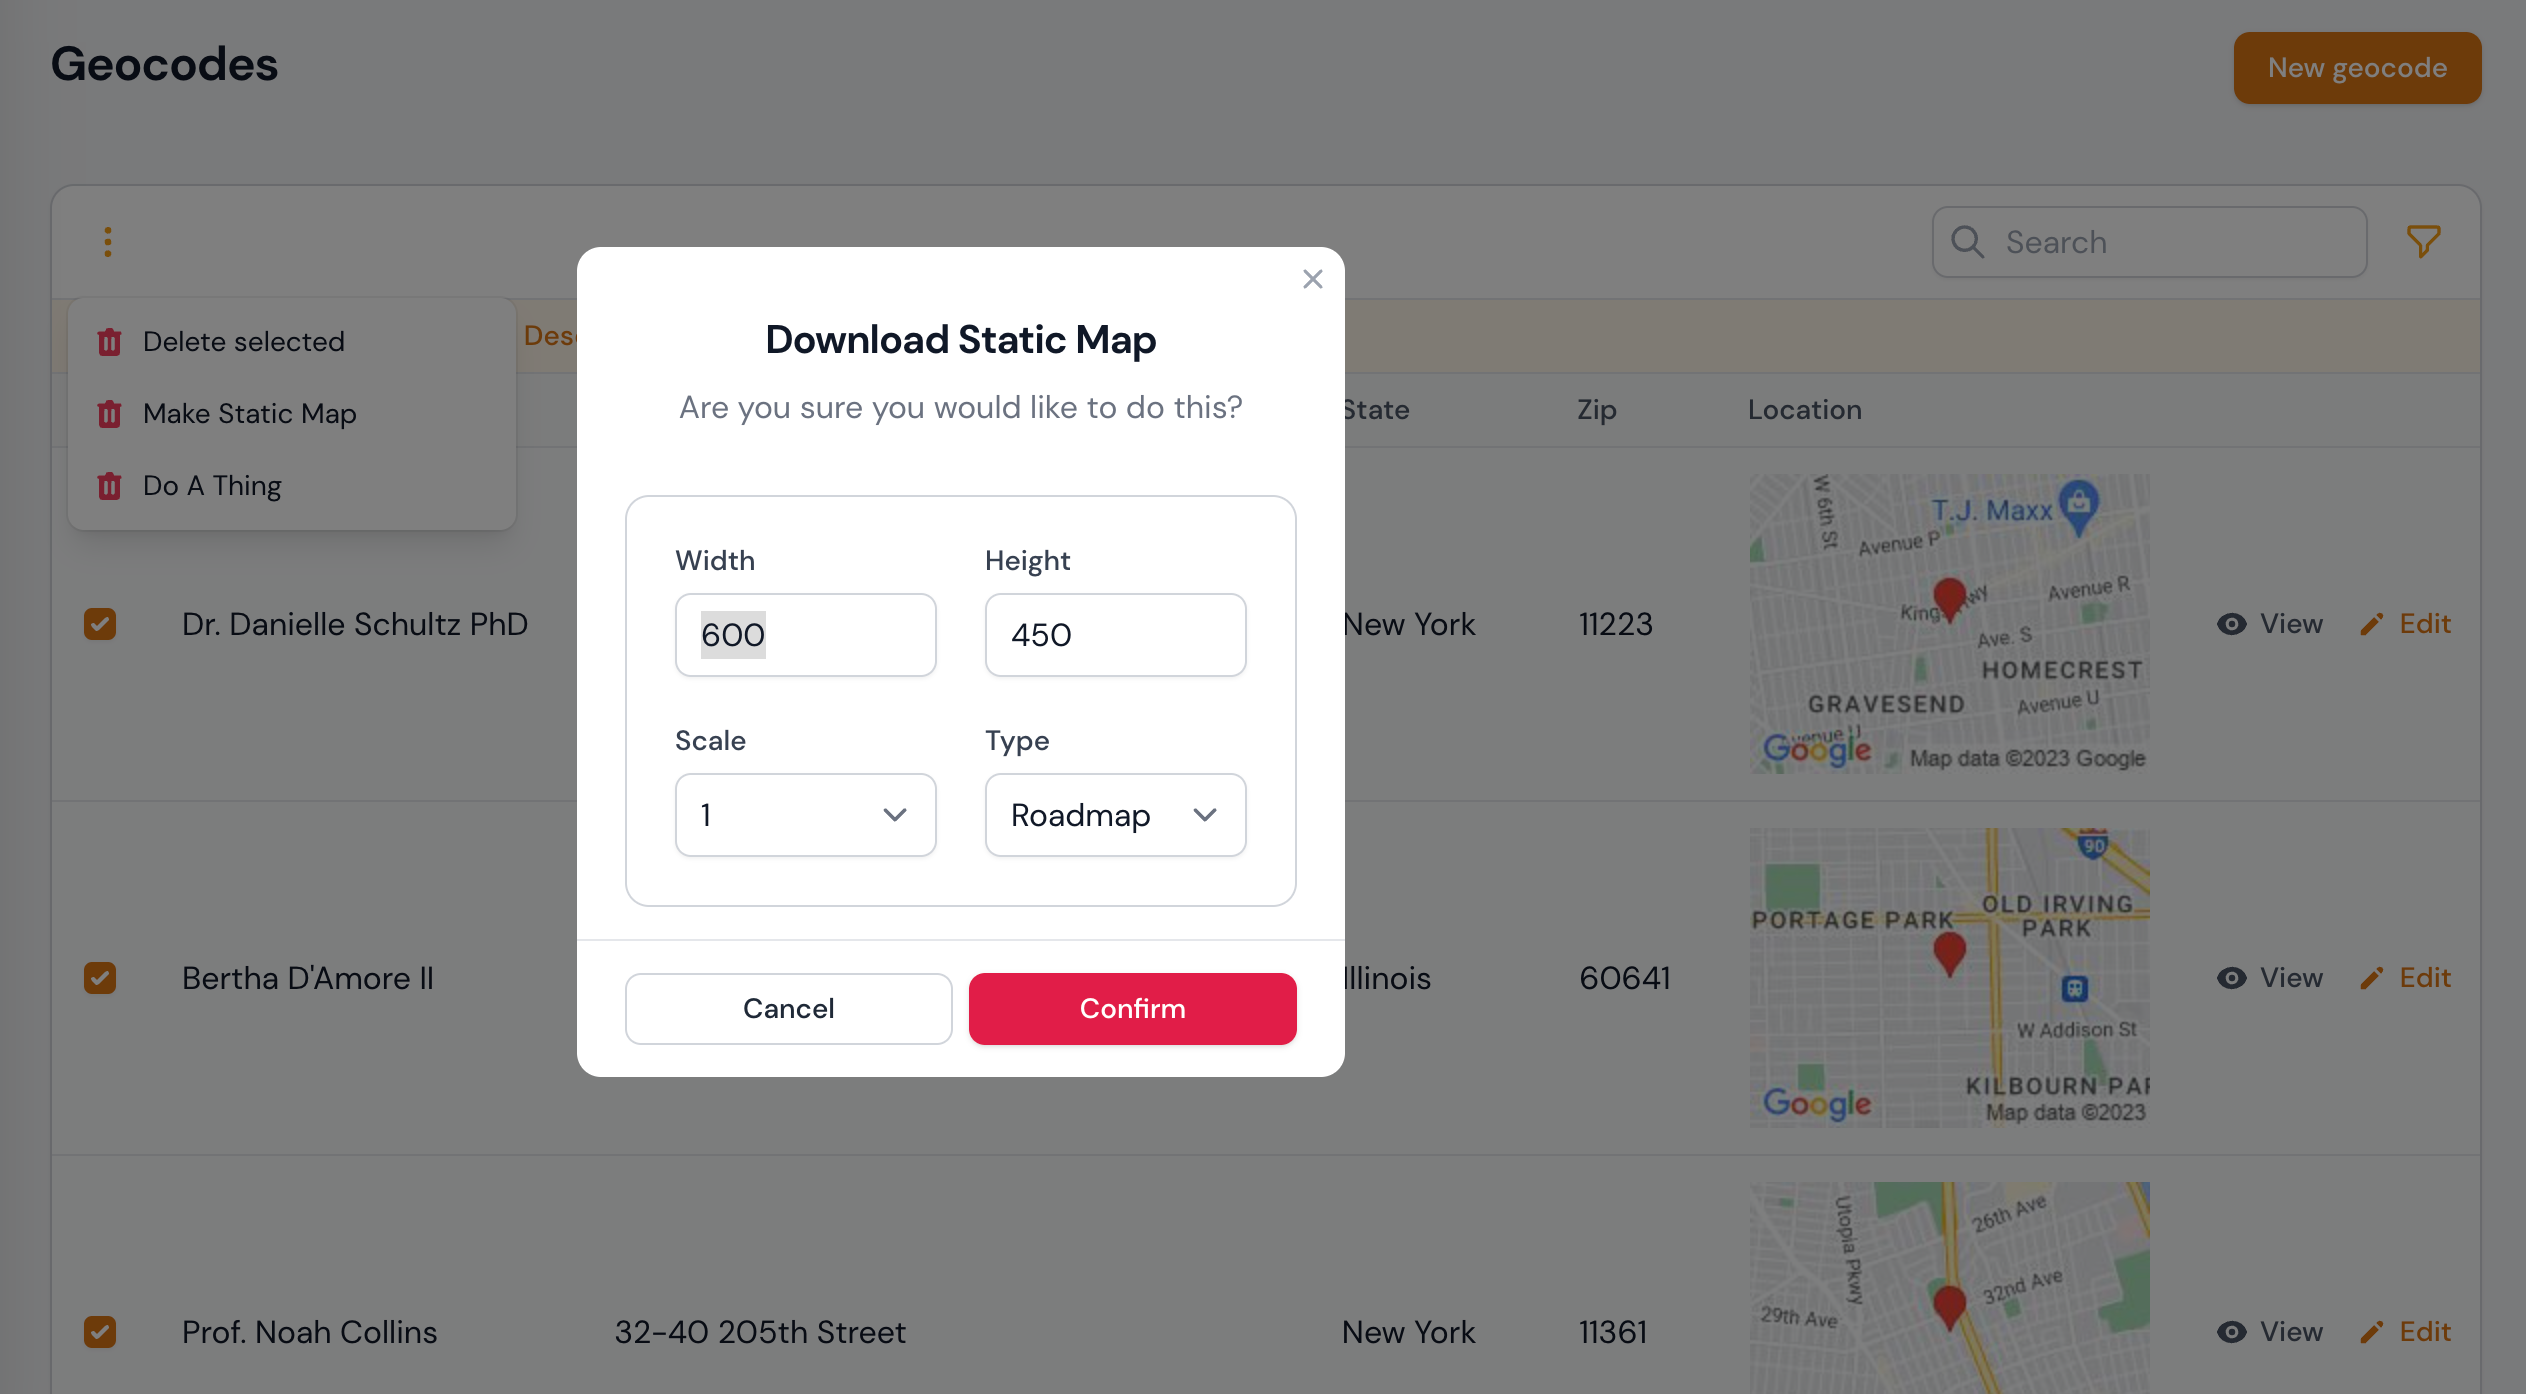 Geocodes
New geocode
Search
Delete selected
Make Static Map
Do A Thing
Download Static Map
Are you sure you would like to do this?
Width
Height
600
450
Scale
Type
1
Roadmap
Cancel
Confirm
State
Zip
Location
Dr. Danielle Schultz PhD
New York
11223
W 6th St
T.J. Maxx
Avenue P
Avenue R
Ave. S
HOMECREST
GRAVESEND
Avenue U
Avenue U
Google
Map data ©2023 Google
View
Edit
Bertha D'Amore II
Illinois
60641
90
OLD IRVING
PARK
PORTAGE PARK
W Addison St
Google
Map data ©2023
View
Edit
Prof. Noah Collins
32-40 205th Street
New York
11361
Utopia Pkwy
26th Ave
32nd Ave
29th Ave
View
Edit